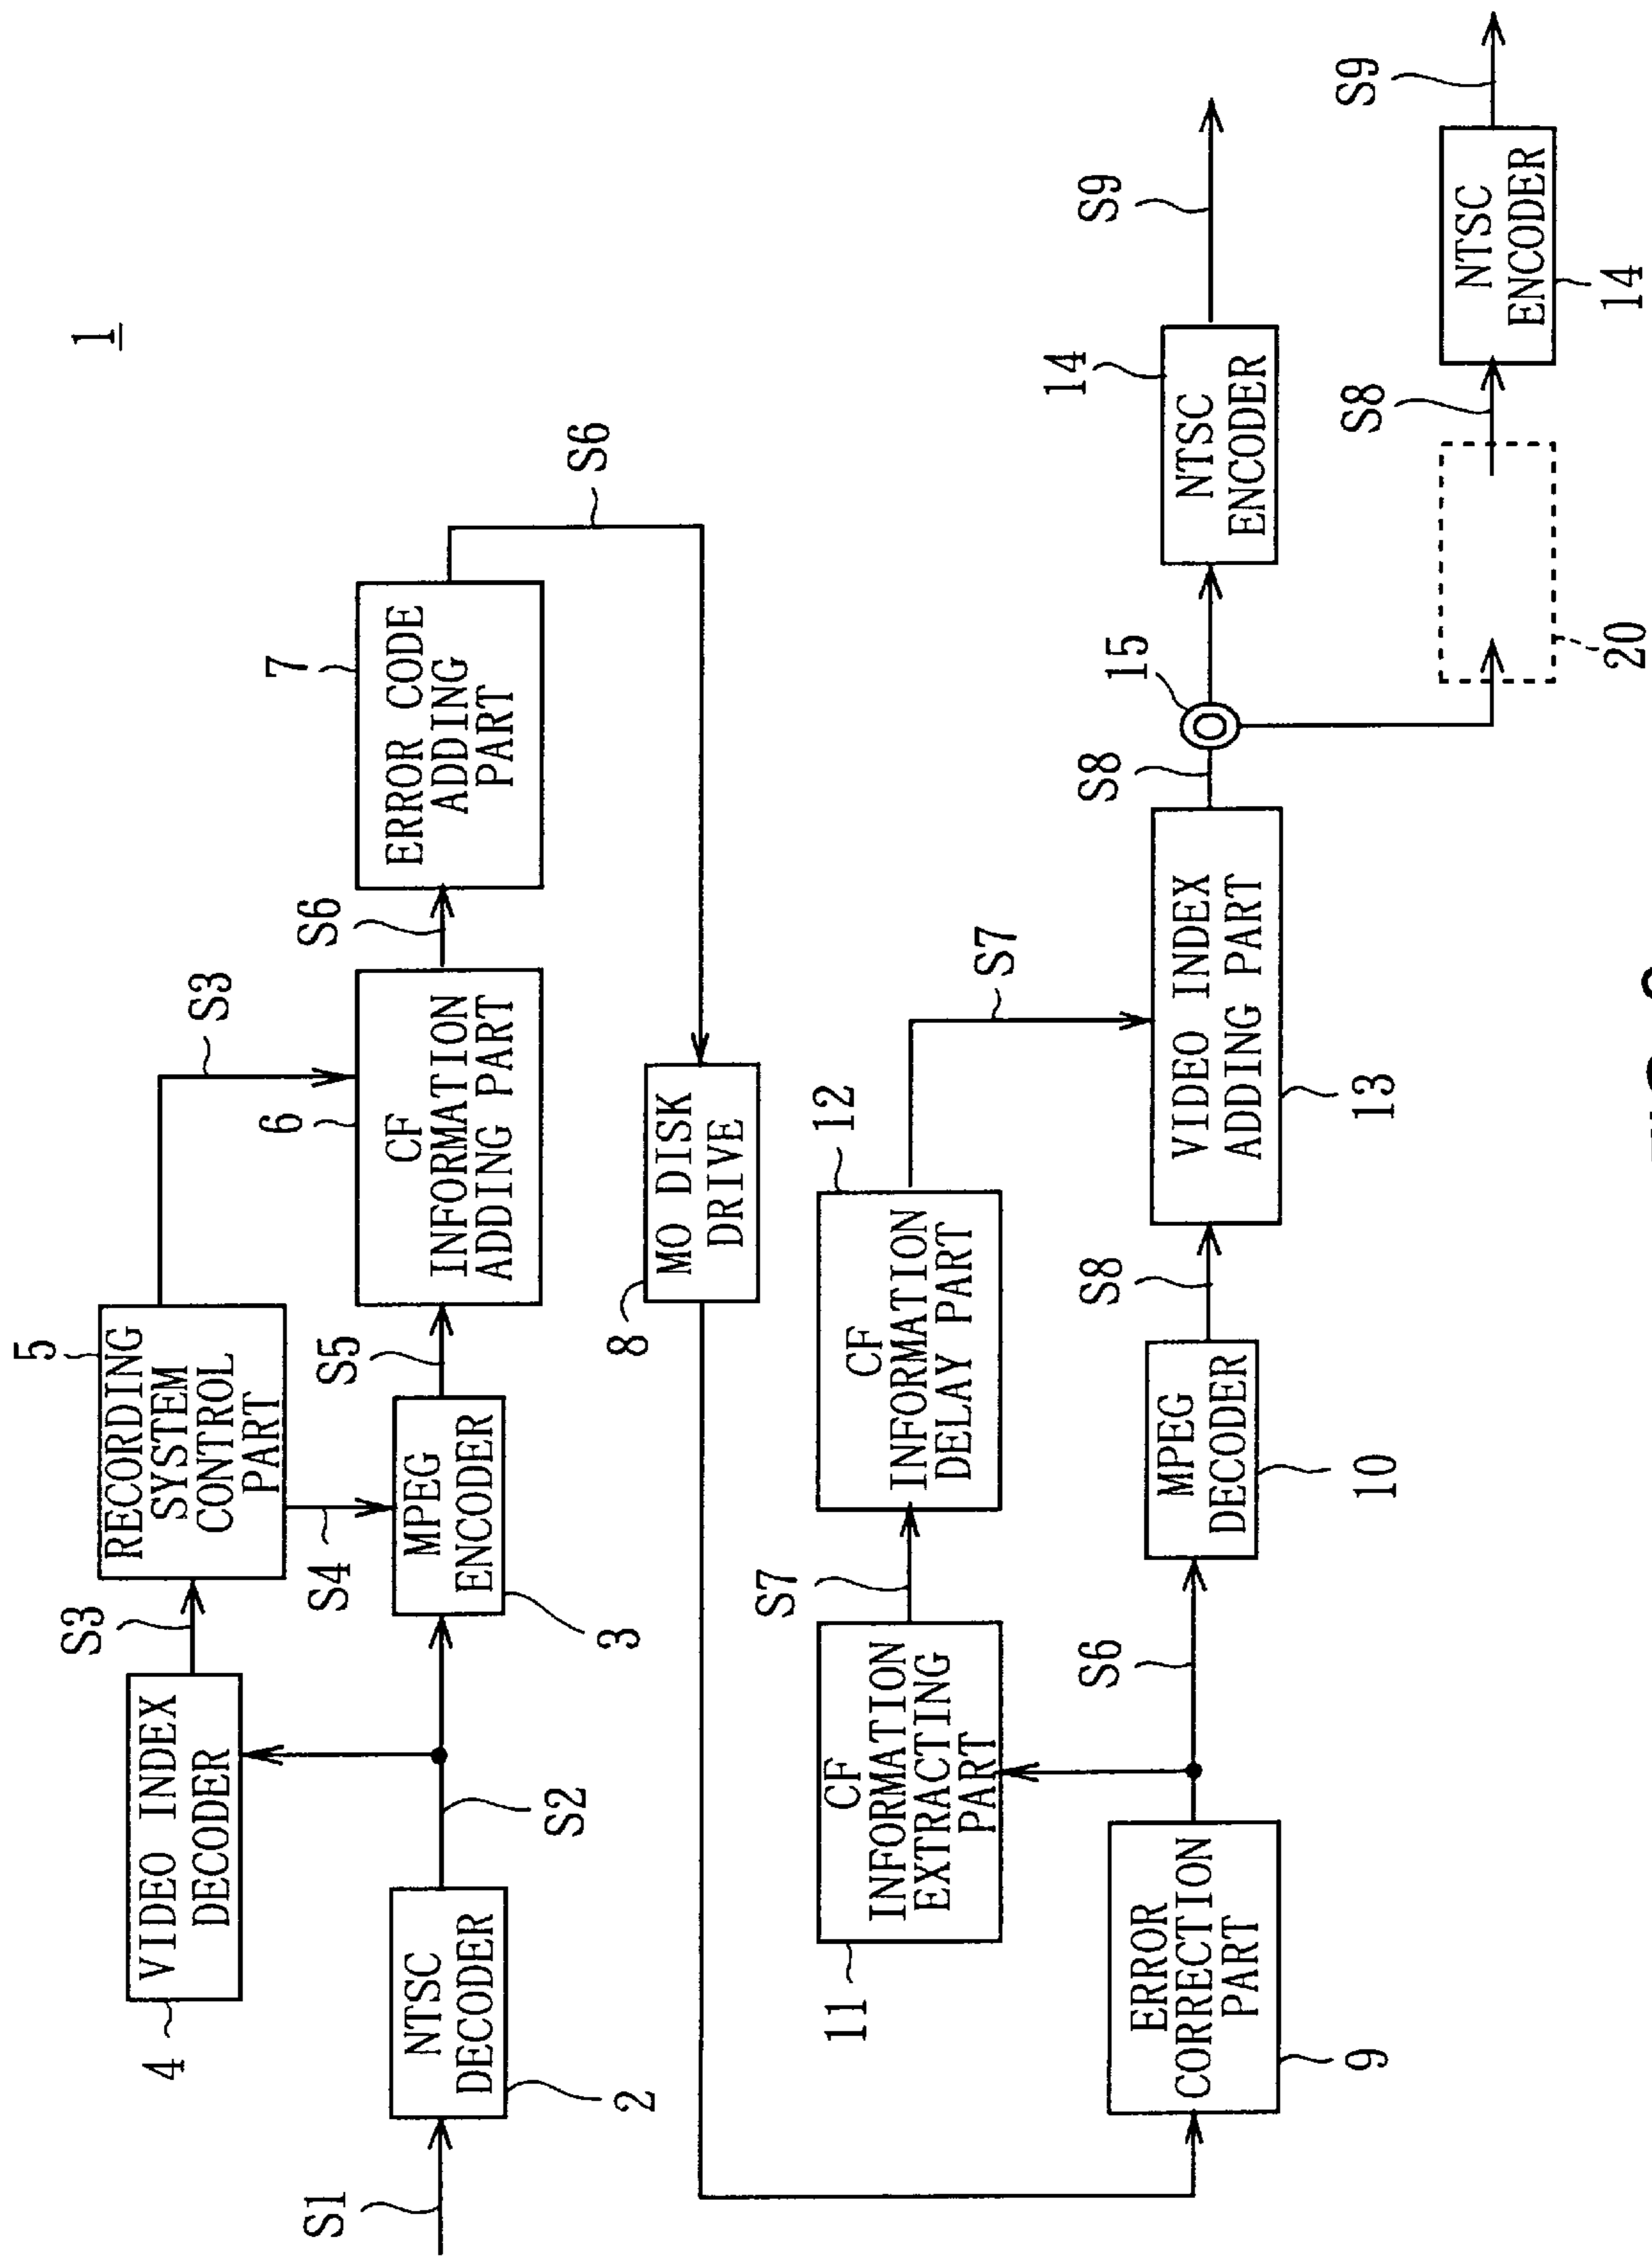 1
5
RECORDING
SYSTEM
CONTROL
PART
S3
S3
4
VIDEO INDEX
DECODER
S4
6
CF
INFORMATION
ADDING PART
S6
7
ERROR CODE
ADDING
PART
S6
S1
NTSC
DECODER
2
S2
MPEG
ENCODER
3
S5
8
MO DISK
DRIVE
11
CF
INFORMATION
EXTRACTING
PART
S7
12
CF
INFORMATION
DELAY PART
S7
ERROR
CORRECTION
PART
9
S6
MPEG
DECODER
10
S8
VIDEO INDEX
ADDING PART
13
S8
15
14
NTSC
ENCODER
S9
20
S8
NTSC
ENCODER
14
S9